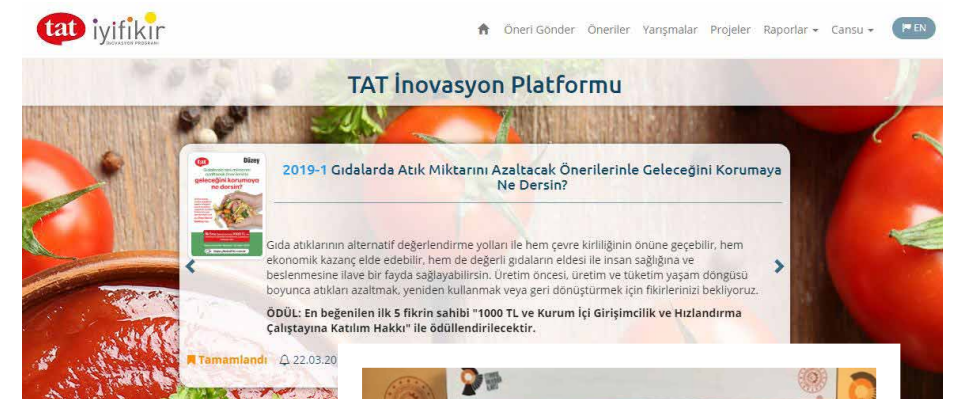 tat iyifikir
İNOVASYON PROGRAMI
Öneri Gönder Öneriler Yarışmalar Projeler Raporlar Cansu EN
TAT İnovasyon Platformu
tat Düzey
geleceğini korumaya
ne dersin?
2019-1 Gıdalarda Atık Miktarını Azaltacak Önerilerinle Geleceğini Korumaya
Ne Dersin?
Gıda atıklarının alternatif değerlendirme yolları ile hem çevre kirliliğinin önüne geçebilir, hem
ekonomik kazanç elde edebilir, hem de değerli gıdaların eldesi ile insan sağlığına ve
beslenmesine ilave bir fayda sağlayabilirsin. Üretim öncesi, üretim ve tüketim yaşam döngüsü
boyunca atıkları azaltmak, yeniden kullanmak veya geri dönüştürmek için fikirlerinizi bekliyoruz.
ÖDÜL: En beğenilen ilk 5 fikrin sahibi "1000 TL ve Kurum İçi Girişimcilik ve Hızlandırma
Çalıştayına Katılım Hakkı" ile ödüllendirilecektir.
Tamamlandı 22.03.20